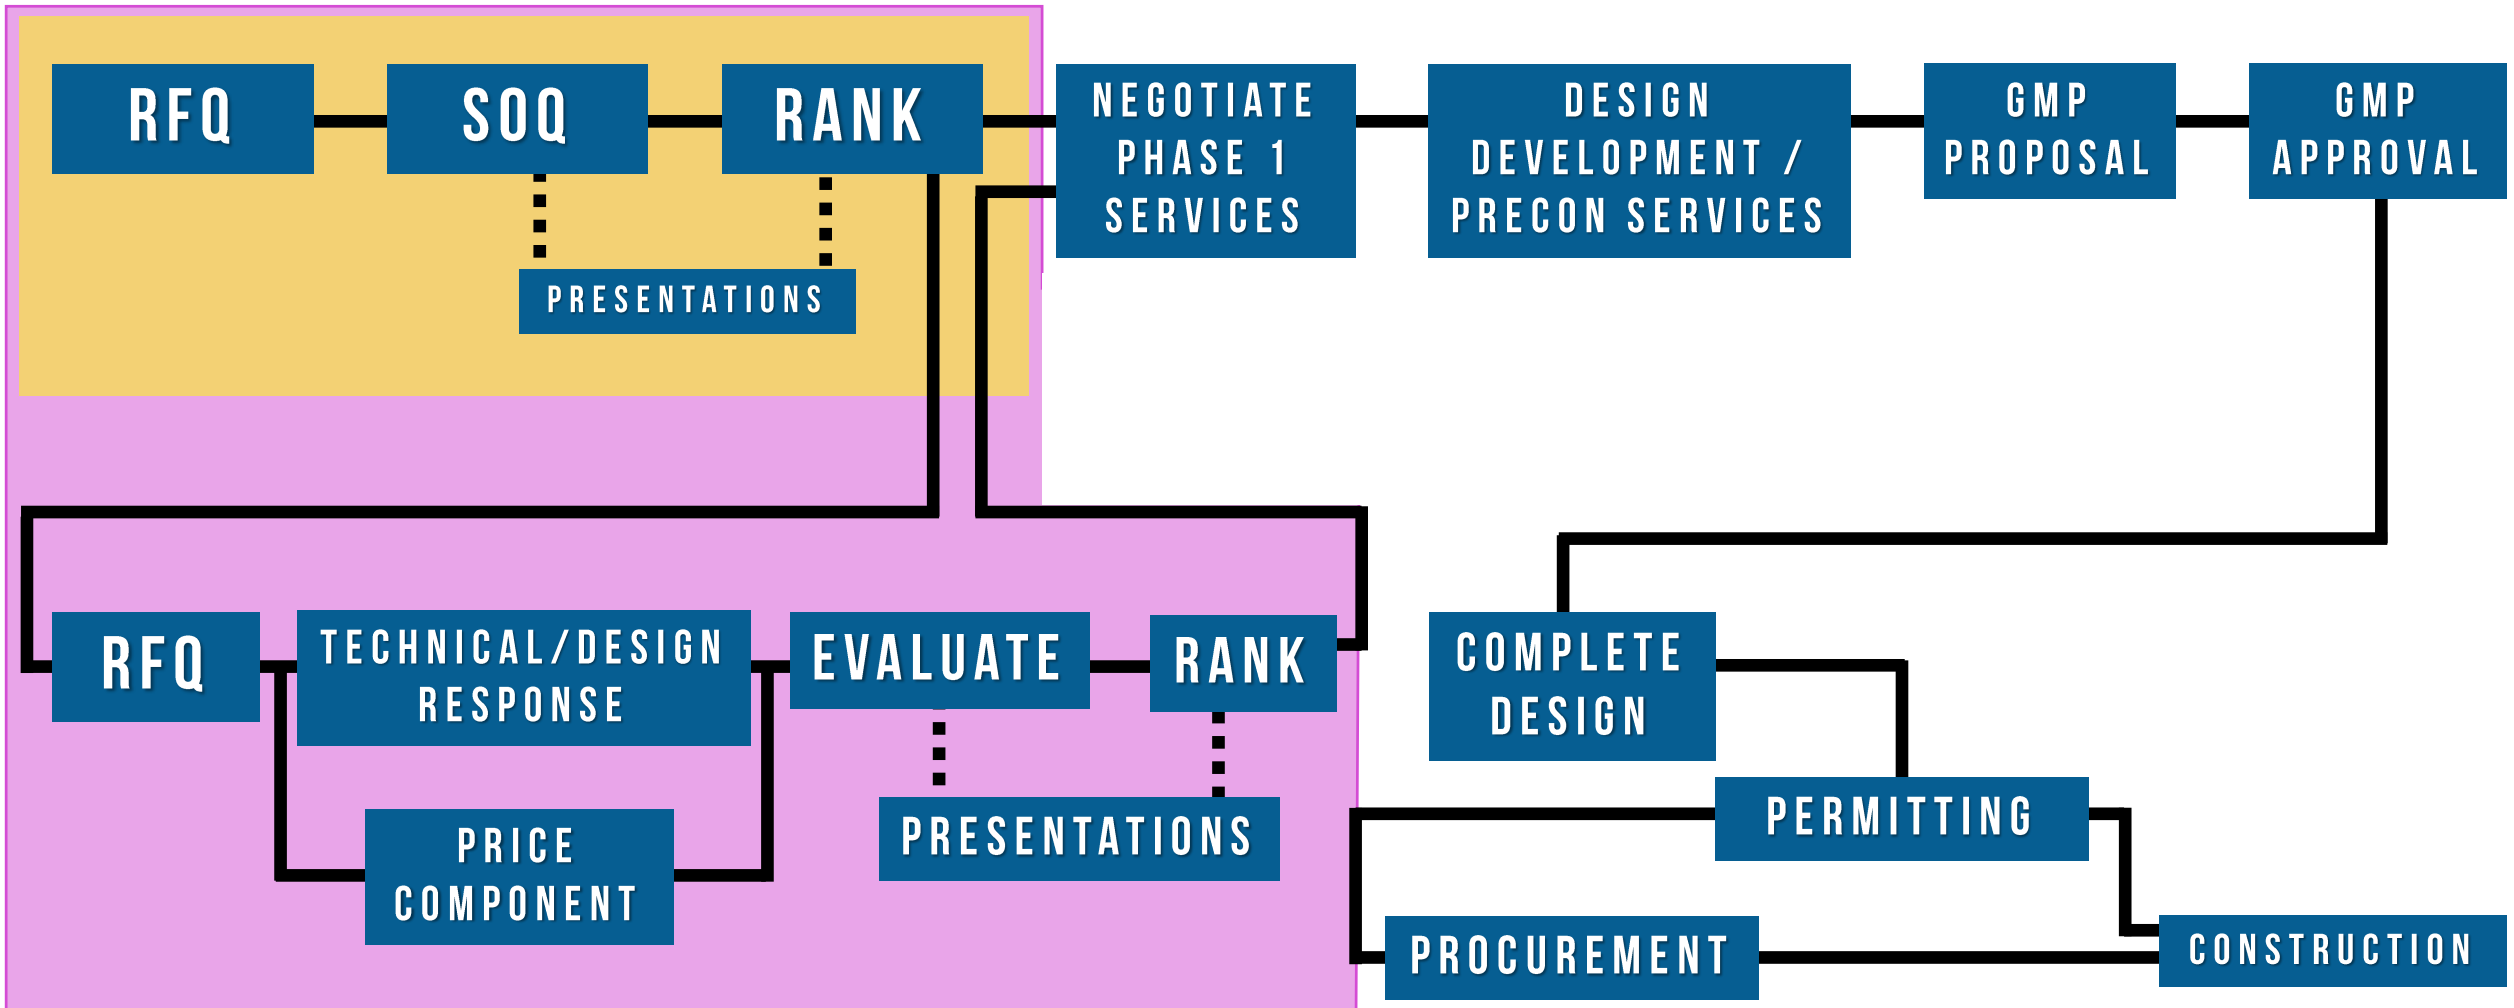 RFQ
SOQ
RANK
NEGOTIATE
PHASE 1
SERVICES
DESIGN
DEVELOPMENT /
PRECON SERVICES
GMP
PROPOSAL
GMP
APPROVAL
PRESENTATIONS
RFQ
TECHNICAL/DESIGN
RESPONSE
EVALUATE
RANK
COMPLETE
DESIGN
PRICE
COMPONENT
PRESENTATIONS
PERMITTING
PROCUREMENT
CONSTRUCTION